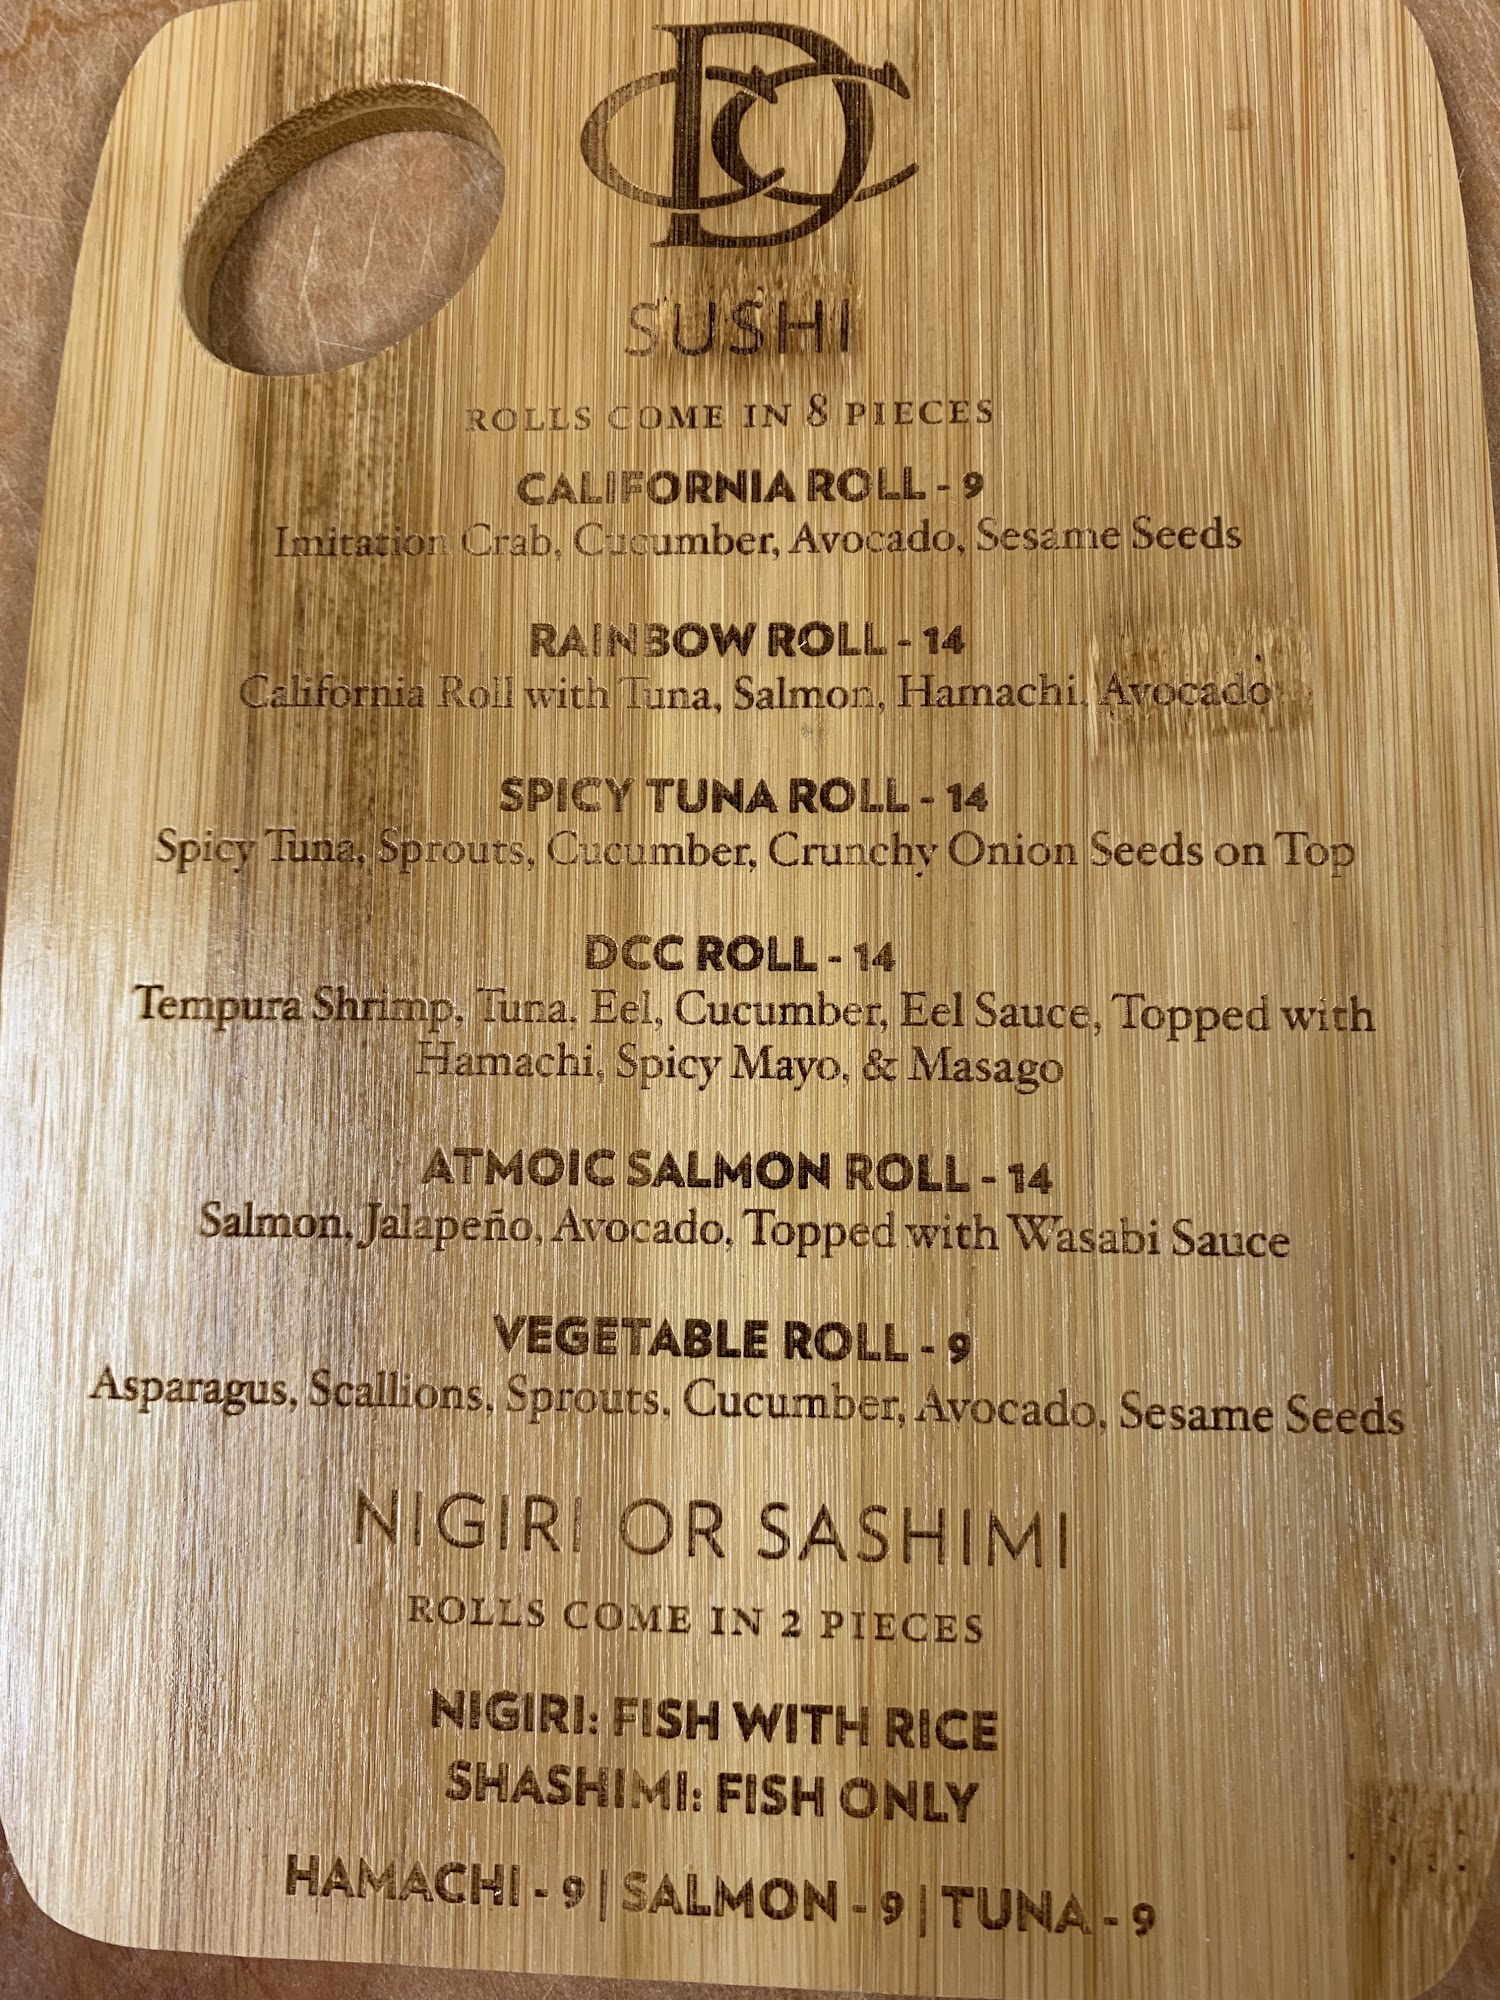 DCC
SUSHI
ROLLS COME IN 8 PIECES
CALIFORNIA ROLL - 9
Imitation Crab, Cucumber, Avocado, Sesame Seeds
RAINBOW ROLL - 14
California Roll with Tuna, Salmon, Hamachi, Avocado
SPICY TUNA ROLL - 14
Spicy Tuna, Sprouts, Cucumber, Crunchy Onion Seeds on Top
DCC ROLL - 14
Tempura Shrimp, Tuna, Eel, Cucumber, Eel Sauce, Topped with
Hamachi, Spicy Mayo, & Masago
ATMOIC SALMON ROLL - 14
Salmon, Jalapeño, Avocado, Topped with Wasabi Sauce
VEGETABLE ROLL - 9
Asparagus, Scallions, Sprouts, Cucumber, Avocado, Sesame Seeds
NIGIRI OR SASHIMI
ROLLS COME IN 2 PIECES
NIGIRI: FISH WITH RICE
SHASHIMI: FISH ONLY
HAMACHI - 9 | SALMON - 9 | TUNA - 9